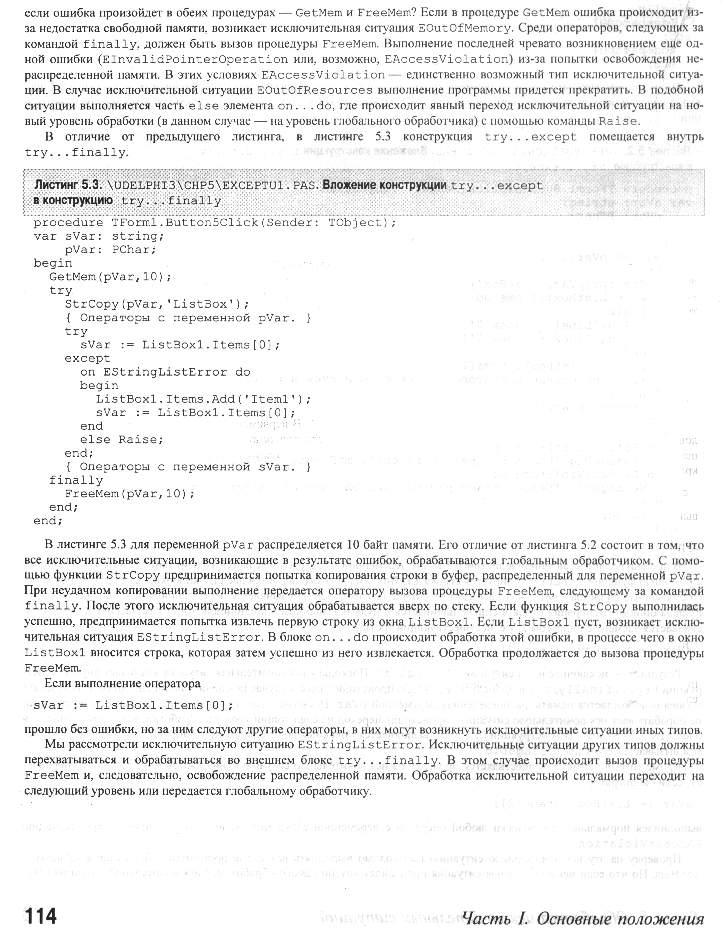 если ошибка произойдет в обеих процедурах — GetMem и FreeMem? Если в процедуре GetMem ошибка происходит из-
за недостатка свободной памяти, возникает исключительная ситуация EOutOfMemory. Среди операторов, следующих за
командой finally, должен быть вызов процедуры FreeMem. Выполнение последней чревато возникновением еще од-
ной ошибки (EInvalidPointerOperation или, возможно, EAccessViolation) из-за попытки освобождения не-
распределенной памяти. В этих условиях EAccessViolation — единственно возможный тип исключительной ситуа-
ции. В случае исключительной ситуации EOutOfResources выполнение программы придется прекратить. В подобной
ситуации выполняется часть else элемента on...do, где происходит явный переход исключительной ситуации на но-
вый уровень обработки (в данном случае — на уровень глобального обработчика) с помощью команды Raise.
В отличие от предыдущего листинга, в листинге 5.3 конструкция try...except помещается внутрь
try...finally.
Листинг 5.3. \UDELPHI3\CHP5\EXCEPTU1.PAS. Вложение конструкции try...except
в конструкцию try...finally
procedure TForm1.Button5Click(Sender: TObject);
var sVar: string;
pVar: PChar;
begin
GetMem(pVar,10);
try
StrCopy(pVar,'ListBox');
{ Операторы с переменной pVar. }
try
sVar := ListBox1.Items[0];
except
on EStringListError do
begin
ListBox1.Items.Add('Item1');
sVar := ListBox1.Items[0];
end
else Raise;
end;
{ Операторы с переменной sVar. }
finally
FreeMem(pVar,10);
end;
end;
В листинге 5.3 для переменной pVar распределяется 10 байт памяти. Его отличие от листинга 5.2 состоит в том, что
все исключительные ситуации, возникающие в результате ошибок, обрабатываются глобальным обработчиком. С помо-
щью функции StrCopy предпринимается попытка копирования строки в буфер, распределенный для переменной pVar.
При неудачном копировании выполнение передается оператору вызова процедуры FreeMem, следующему за командой
finally. После этого исключительная ситуация обрабатывается вверх по стеку. Если функция StrCopy выполнилась
успешно, предпринимается попытка извлечь первую строку из окна ListBox1. Если ListBox1 пуст, возникает исключи-
тельная ситуация EStringListError. В блоке on...do происходит обработка этой ошибки, в процессе чего в окно
ListBox1 вносится строка, которая затем успешно из него извлекается. Обработка продолжается до вызова процедуры
FreeMem.
Если выполнение оператора
sVar := ListBox1.Items[0];
прошло без ошибки, но за ним следуют другие операторы, в них могут возникнуть исключительные ситуации иных типов.
Мы рассмотрели исключительную ситуацию EStringListError. Исключительные ситуации других типов должны
перехватываться и обрабатываться во внешнем блоке try...finally. В этом случае происходит вызов процедуры
FreeMem и, следовательно, освобождение распределенной памяти. Обработка исключительной ситуации переходит на
следующий уровень или передается глобальному обработчику.
114
Часть I. Основные положения